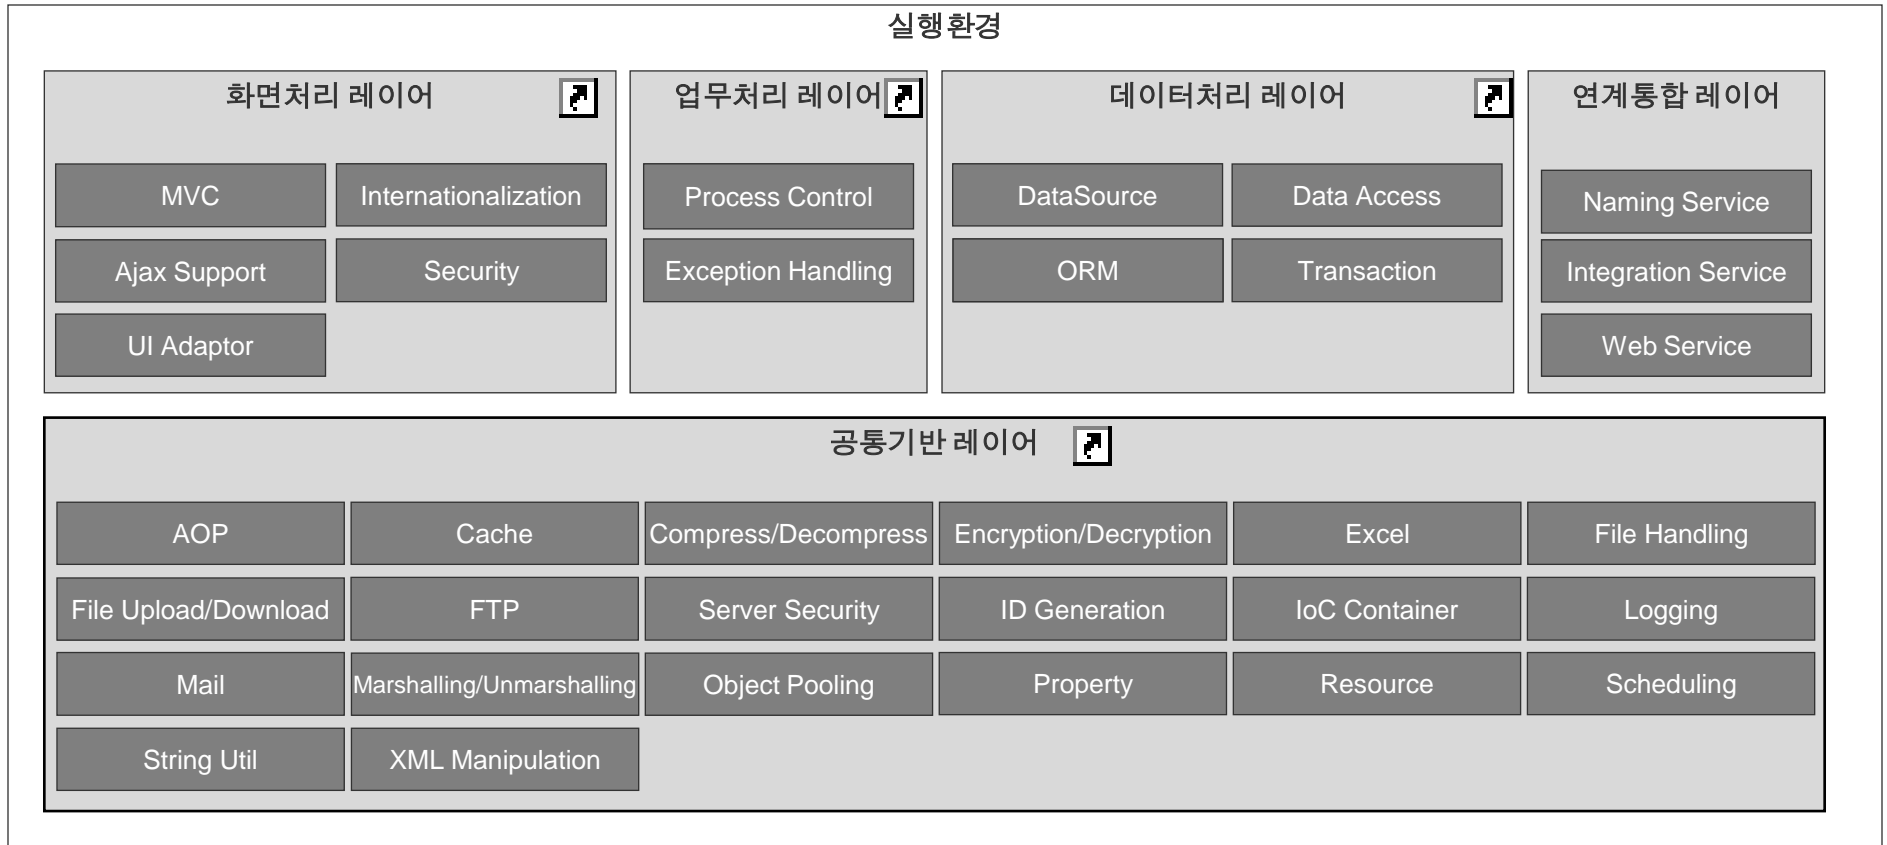 실행환경
화면처리 레이어
MVC
Internationalization
Ajax Support
Security
UI Adaptor
업무처리 레이어
Process Control
Exception Handling
데이터처리 레이어
DataSource
Data Access
ORM
Transaction
연계통합 레이어
Naming Service
Integration Service
Web Service
공통기반 레이어
AOP
Cache
Compress/Decompress
Encryption/Decryption
Excel
File Handling
File Upload/Download
FTP
Server Security
ID Generation
IoC Container
Logging
Mail
Marshalling/Unmarshalling
Object Pooling
Property
Resource
Scheduling
String Util
XML Manipulation